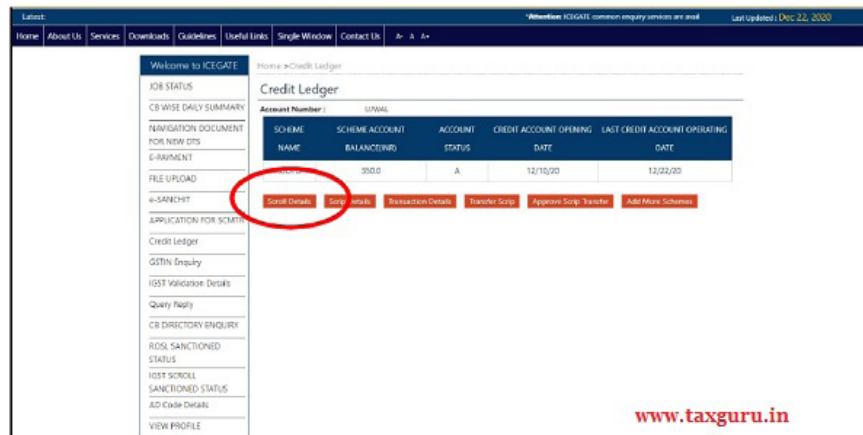 Latest:
*Attention: ICEGATE common enquiry services are avail
Last Updated : Dec 22, 2020
Home About Us Services Downloads Guidelines Useful Links Single Window Contact Us A- A A+
Welcome to ICEGATE
JOB STATUS
CB WISE DAILY SUMMARY
NAVIGATION DOCUMENT
FOR NEW DTS
E-PAYMENT
FILE UPLOAD
e-SANCHIT
APPLICATION FOR SCMTR
Credit Ledger
GSTIN Enquiry
IGST Validation Details
Query Reply
CB DIRECTORY ENQUIRY
ROSL SANCTIONED
STATUS
IGST SCROLL
SANCTIONED STATUS
AD Code Details
VIEW PROFILE
Home »Credit Ledger
Credit Ledger
Account Number : UJWAL
SCHEME
NAME
SCHEME ACCOUNT
BALANCE(INR)
ACCOUNT
STATUS
CREDIT ACCOUNT OPENING
DATE
LAST CREDIT ACCOUNT OPERATING
DATE
350.0 A 12/10/20 12/22/20
Scroll Details Scrip Details Transaction Details Transfer Scrip Approve Scrip Transfer Add More Schemes
www.taxguru.in